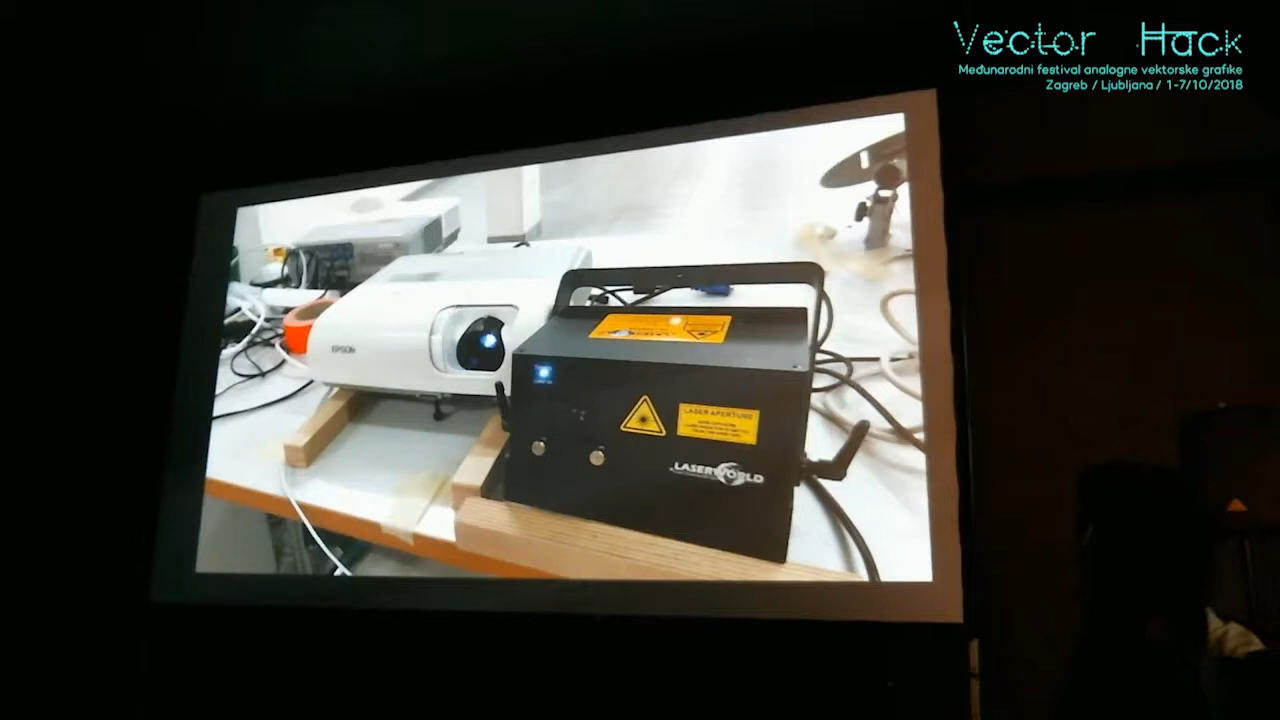 Vector Hack
Međunarodni festival analogne vektorske grafike
Zagreb / Ljubljana / 1-7/10/2018
EPSON
LASER APERTURE
LASERWORLD